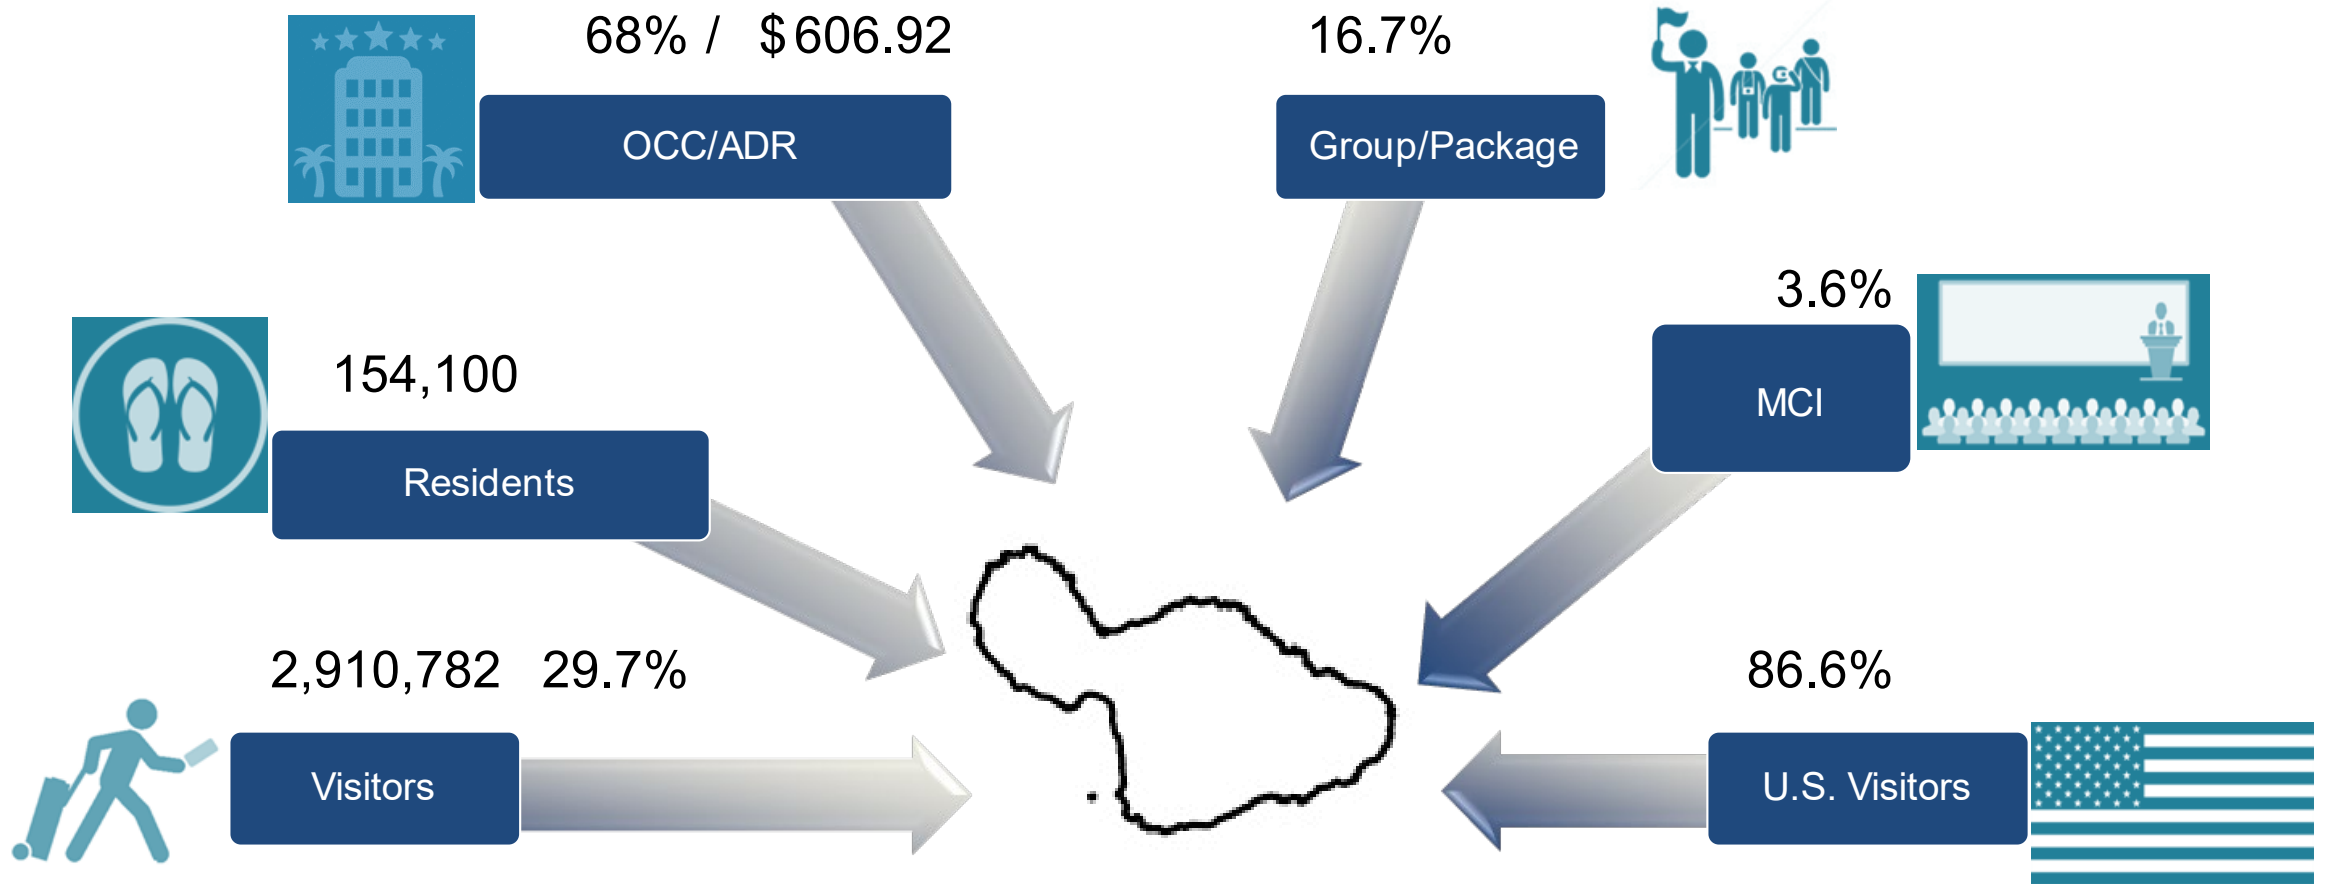 68% / $606.92
OCC/ADR
16.7%
Group/Package
3.6%
MCI
154,100
Residents
2,910,782 29.7%
Visitors
86.6%
U.S. Visitors